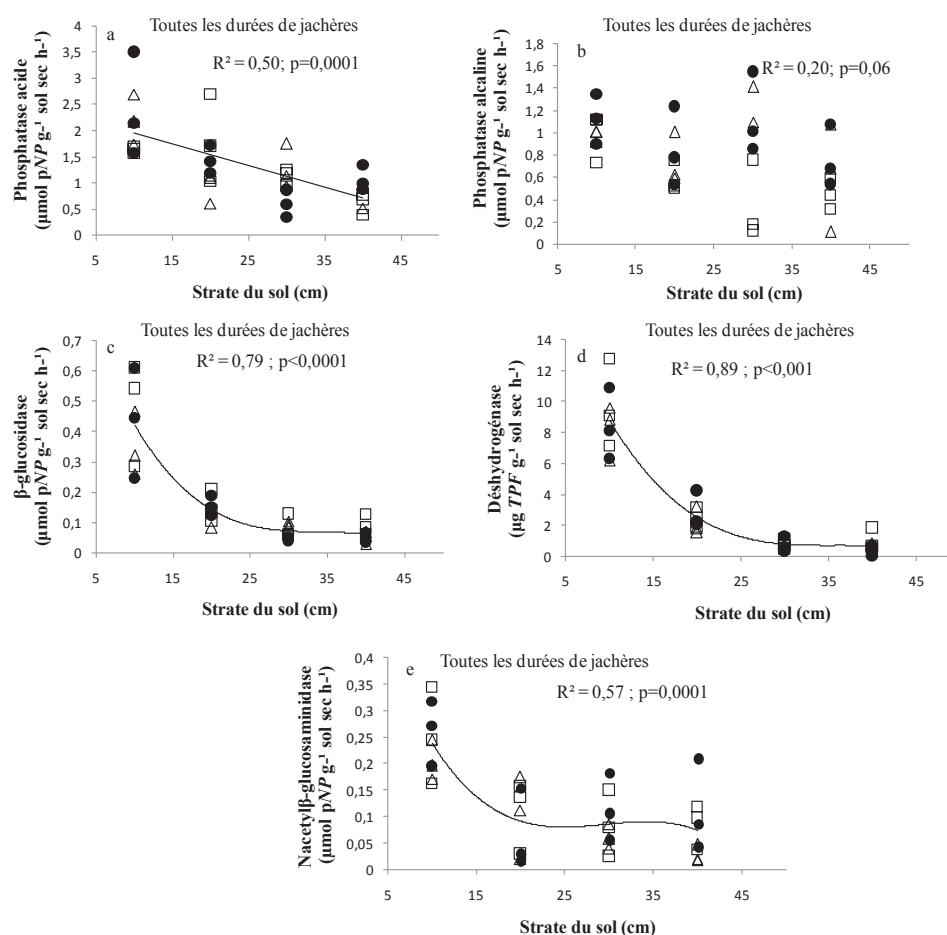 Toutes les durées de jachères
a
R² = 0,50; p=0,0001
Phosphatase acide
(µmol pNP g-¹ sol sec h-¹)
4
3,5
3
2,5
2
1,5
1
0,5
0
5 15 25 35 45
Strate du sol (cm)
Toutes les durées de jachères
b
R² = 0,20; p=0,06
Phosphatase alcaline
(µmol pNP g-¹ sol sec h-¹)
1,8
1,6
1,4
1,2
1
0,8
0,6
0,4
0,2
0
5 15 25 35 45
Strate du sol (cm)
Toutes les durées de jachères
c
R² = 0,79 ; p<0,0001
β-glucosidase
(µmol pNP g-¹ sol sec h-¹)
0,7
0,6
0,5
0,4
0,3
0,2
0,1
0
5 15 25 35 45
Strate du sol (cm)
Toutes les durées de jachères
d
R² = 0,89 ; p<0,001
Déshydrogénase
(µg TPF g-¹ sol sec h-¹)
14
12
10
8
6
4
2
0
5 15 25 35 45
Strate du sol (cm)
e
Toutes les durées de jachères
R² = 0,57 ; p=0,0001
Nacetylβ-glucosaminidase
(µmol pNP g-¹ sol sec h-¹)
0,4
0,35
0,3
0,25
0,2
0,15
0,1
0,05
0
5 15 25 35 45
Strate du sol (cm)